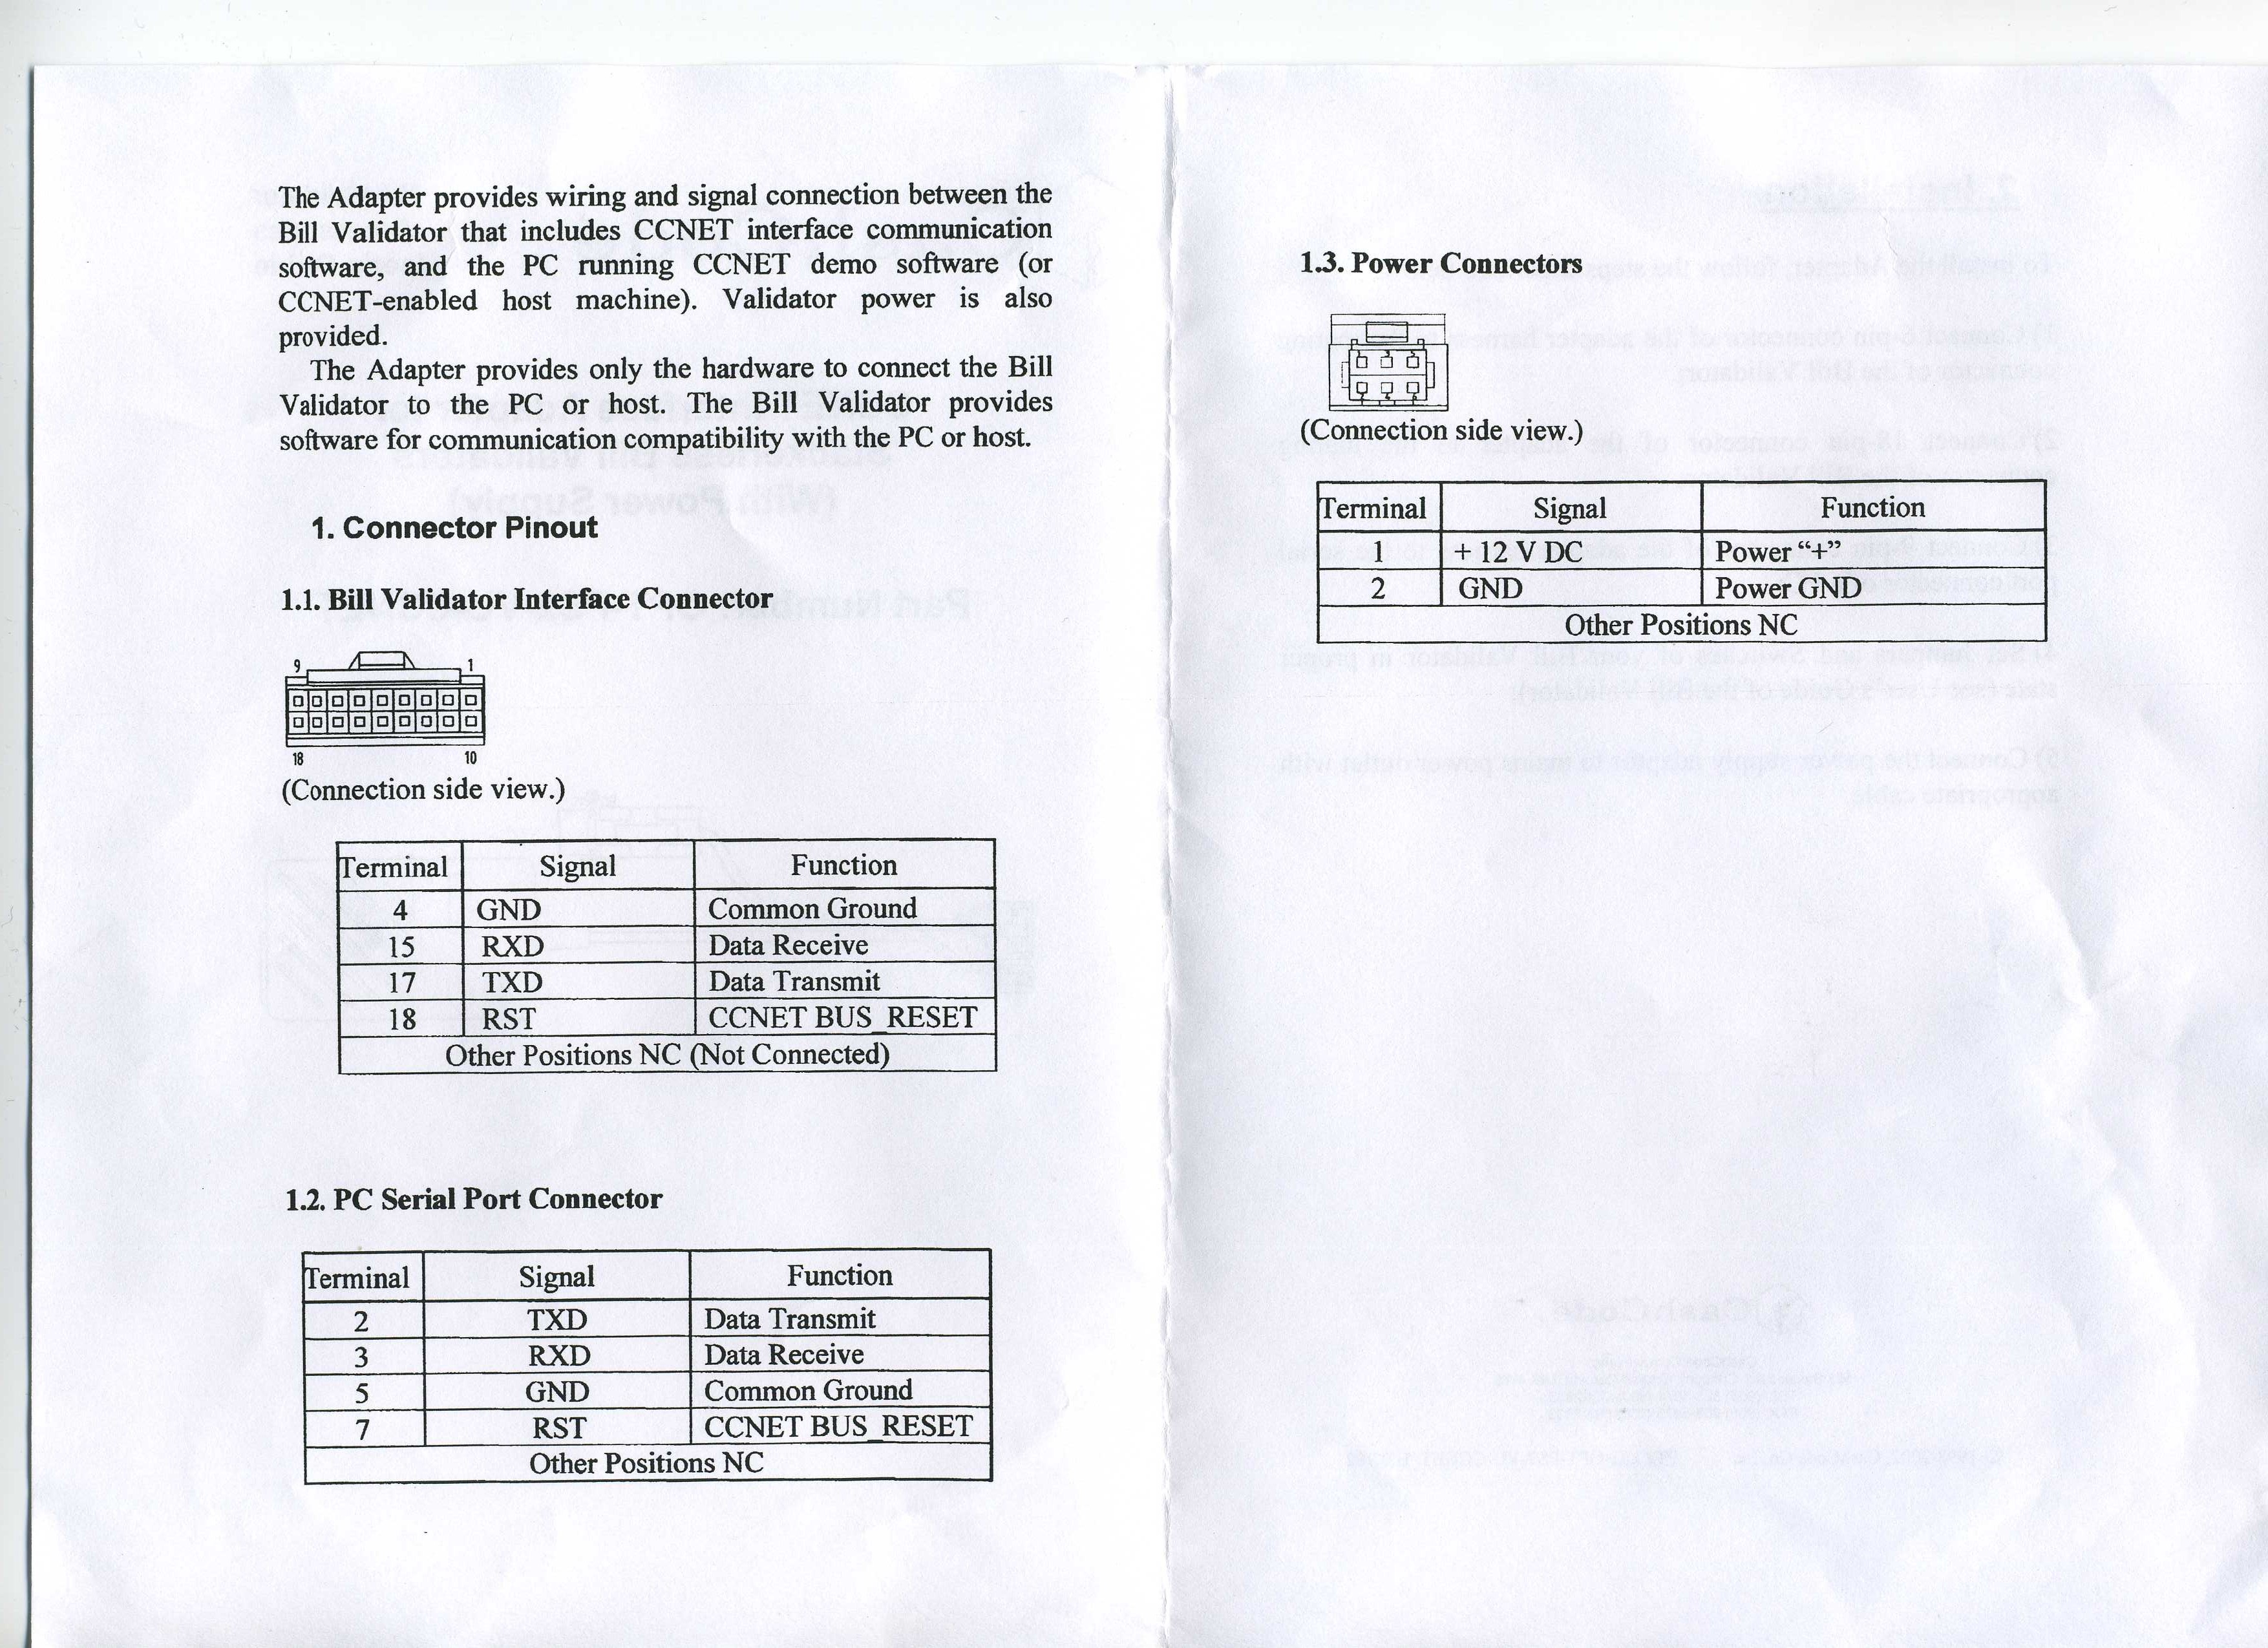 The Adapter provides wiring and signal connection between the
Bill Validator that includes CCNET interface communication
software, and the PC running CCNET demo software (or
CCNET-enabled host machine). Validator power is also
provided.
The Adapter provides only the hardware to connect the Bill
Validator to the PC or host. The Bill Validator provides
software for communication compatibility with the PC or host.
1. Connector Pinout
1.1. Bill Validator Interface Connector
9 1
18 10
(Connection side view.)
Terminal Signal Function
4 GND Common Ground
15 RXD Data Receive
17 TXD Data Transmit
18 RST CCNET BUS_RESET
Other Positions NC (Not Connected)
1.2. PC Serial Port Connector
Terminal Signal Function
2 TXD Data Transmit
3 RXD Data Receive
5 GND Common Ground
7 RST CCNET BUS_RESET
Other Positions NC
1.3. Power Connectors
(Connection side view.)
Terminal Signal Function
1 + 12 V DC Power “+”
2 GND Power GND
Other Positions NC